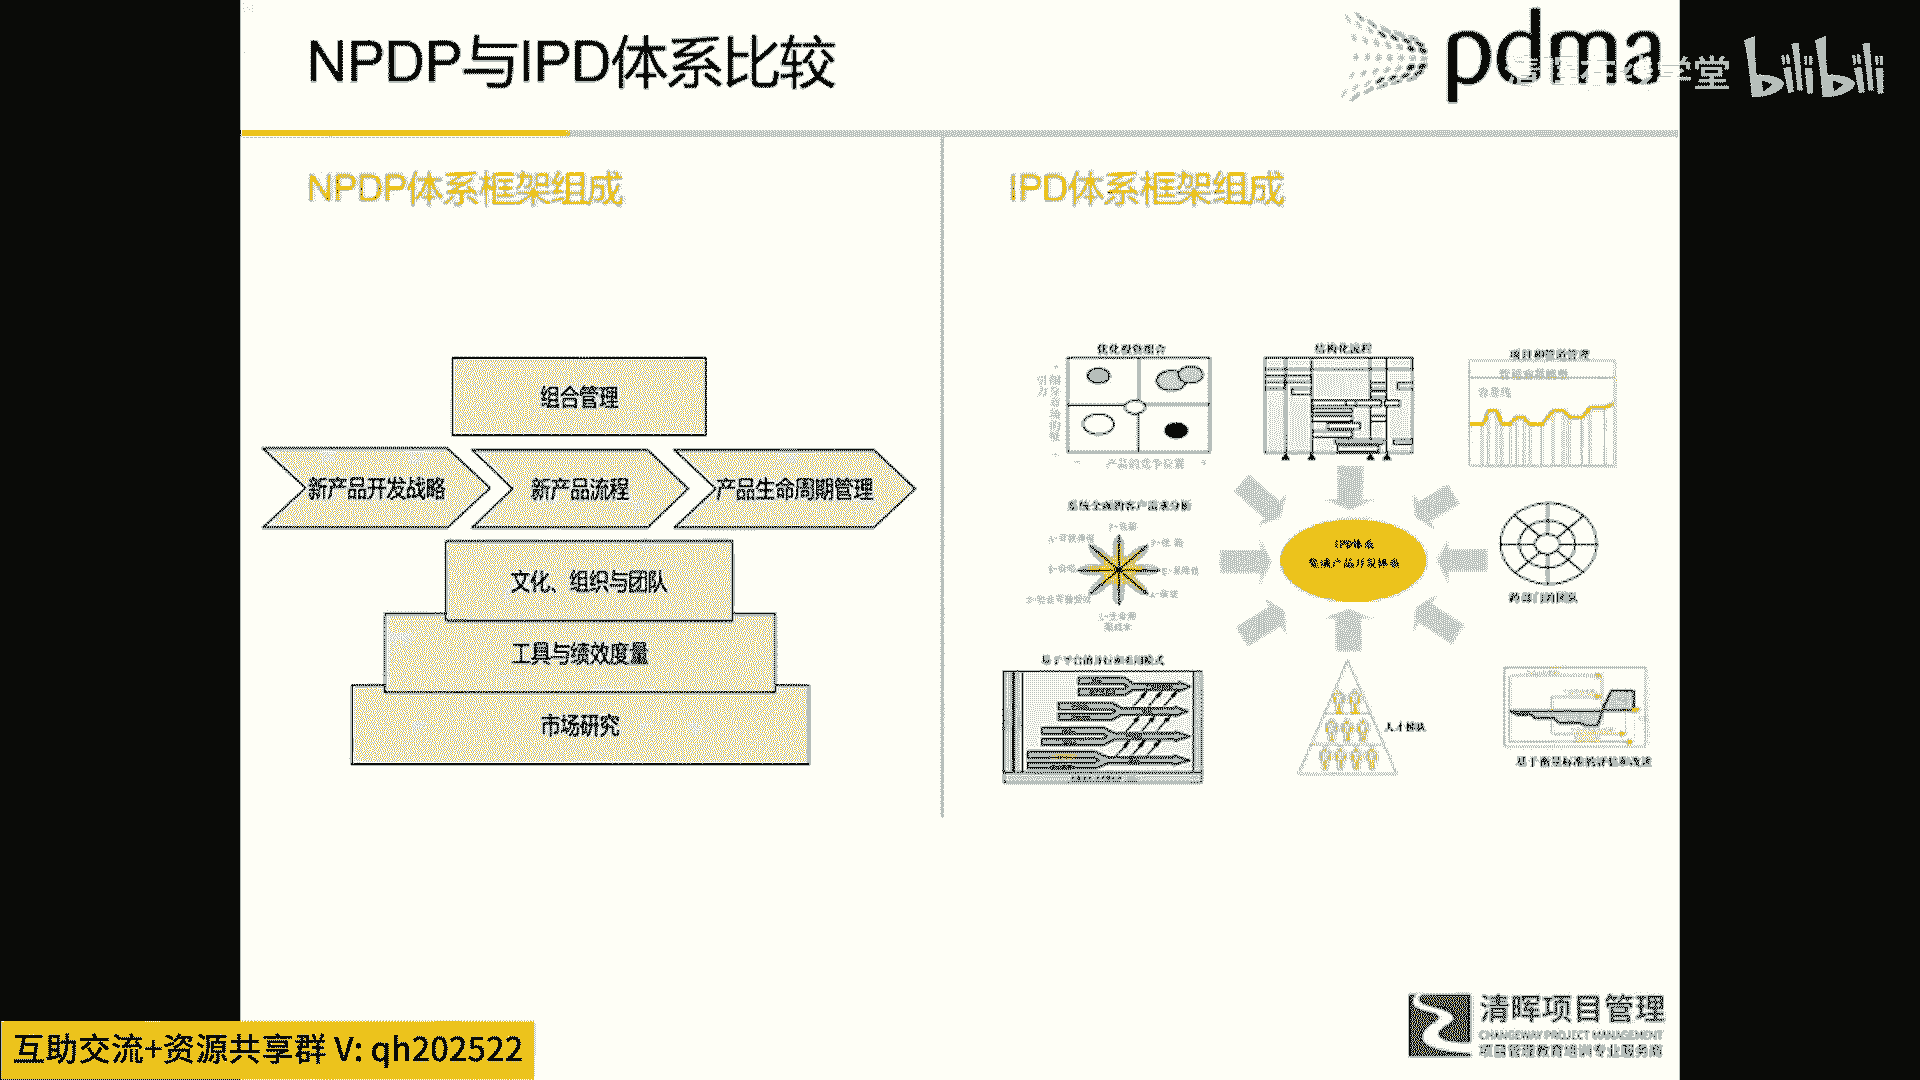 NPDP与IPD体系比较
pdma
清晖在线学堂 bilibili
NPDP体系框架组成
组合管理
新产品开发战略
新产品流程
产品生命周期管理
文化、组织与团队
工具与绩效度量
市场研究
IPD体系框架组成
优化投资组合
结构化流程
项目和管道管理
产品的竞争位置
系统全面的客户需求分析
IPD体系
集成产品开发体系
跨部门的团队
基于平台的并行和重用模式
人才梯队
基于衡量标准的评估和改进
清晖项目管理
CHANGEWAY PROJECT MANAGEMENT
项目管理教育培训专业服务商
互助交流+资源共享群 V: qh202522